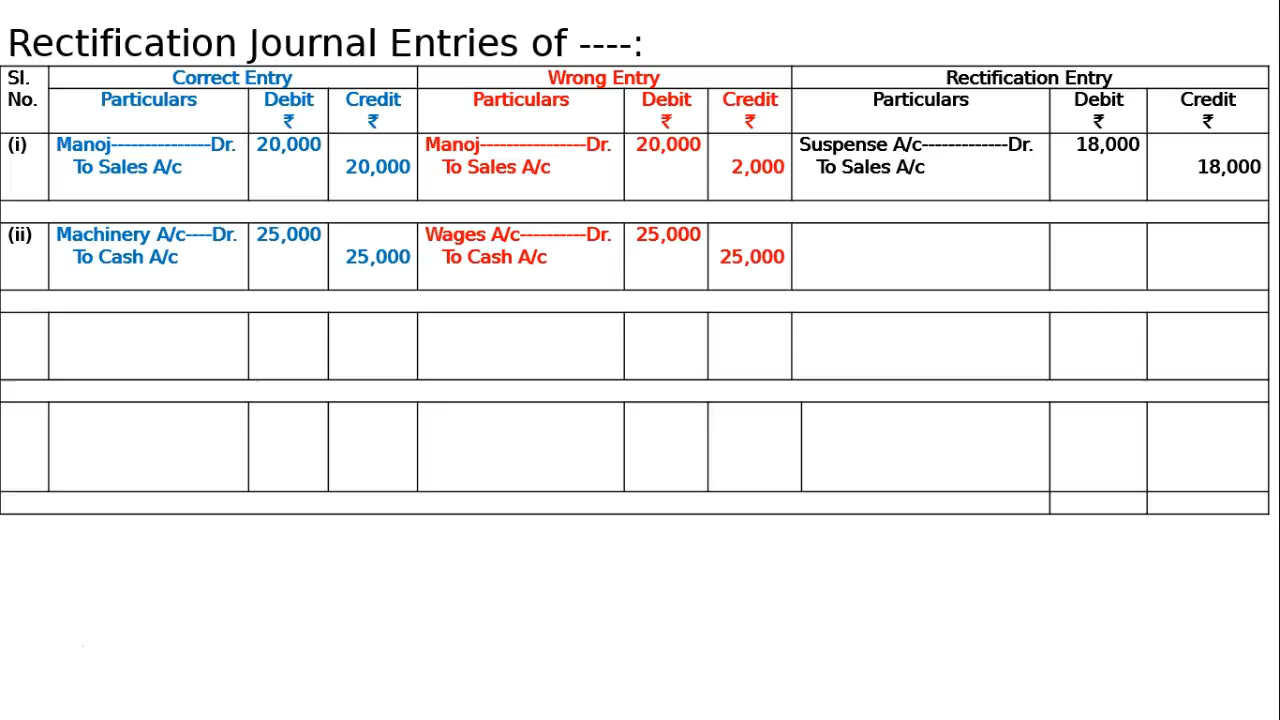 Rectification Journal Entries of ----:
Sl. No. Correct Entry Wrong Entry Rectification Entry
Particulars Debit ₹ Credit ₹ Particulars Debit ₹ Credit ₹ Particulars Debit ₹ Credit ₹
(i) Manoj---------------Dr. 20,000 Manoj----------------Dr. 20,000 Suspense A/c-------------Dr. 18,000
To Sales A/c 20,000 To Sales A/c 2,000 To Sales A/c 18,000
(ii) Machinery A/c----Dr. 25,000 Wages A/c----------Dr. 25,000
To Cash A/c 25,000 To Cash A/c 25,000